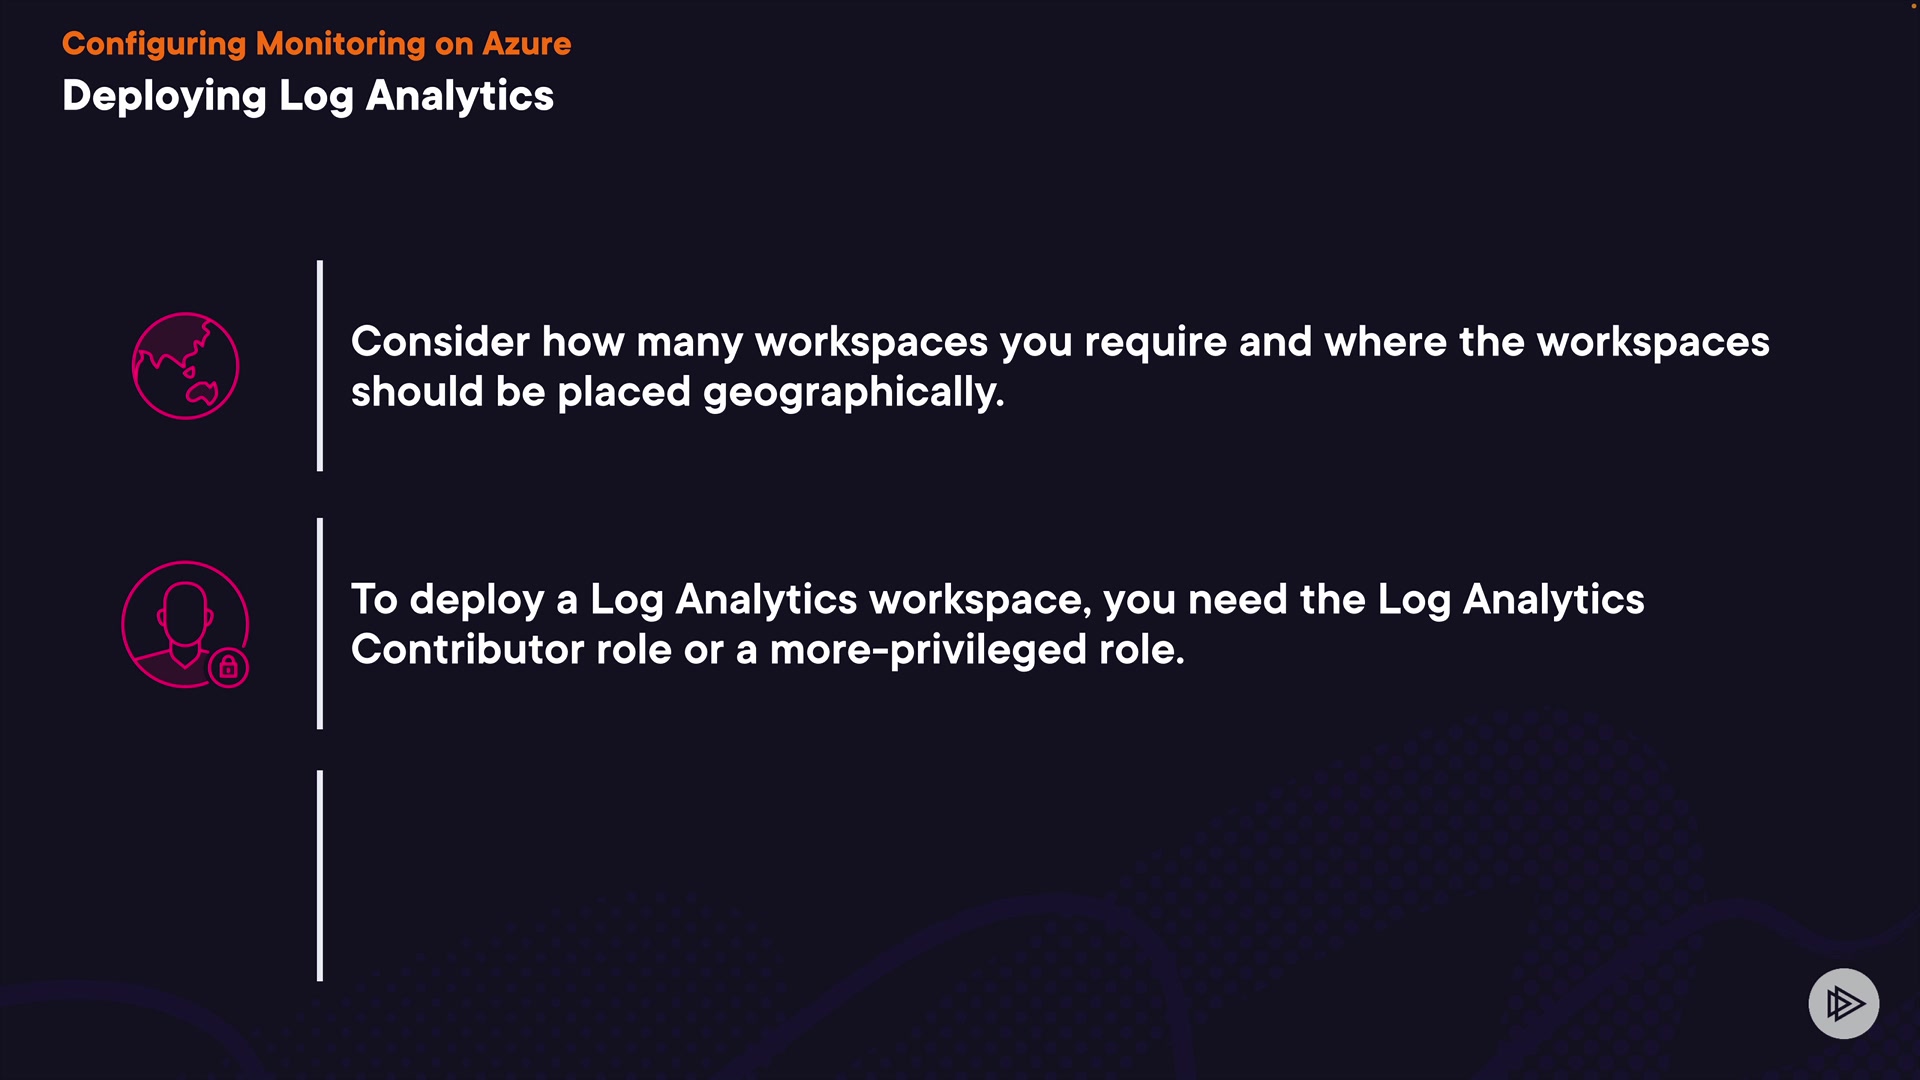 Configuring Monitoring on Azure
Deploying Log Analytics
Consider how many workspaces you require and where the workspaces
should be placed geographically.
To deploy a Log Analytics workspace, you need the Log Analytics
Contributor role or a more-privileged role.